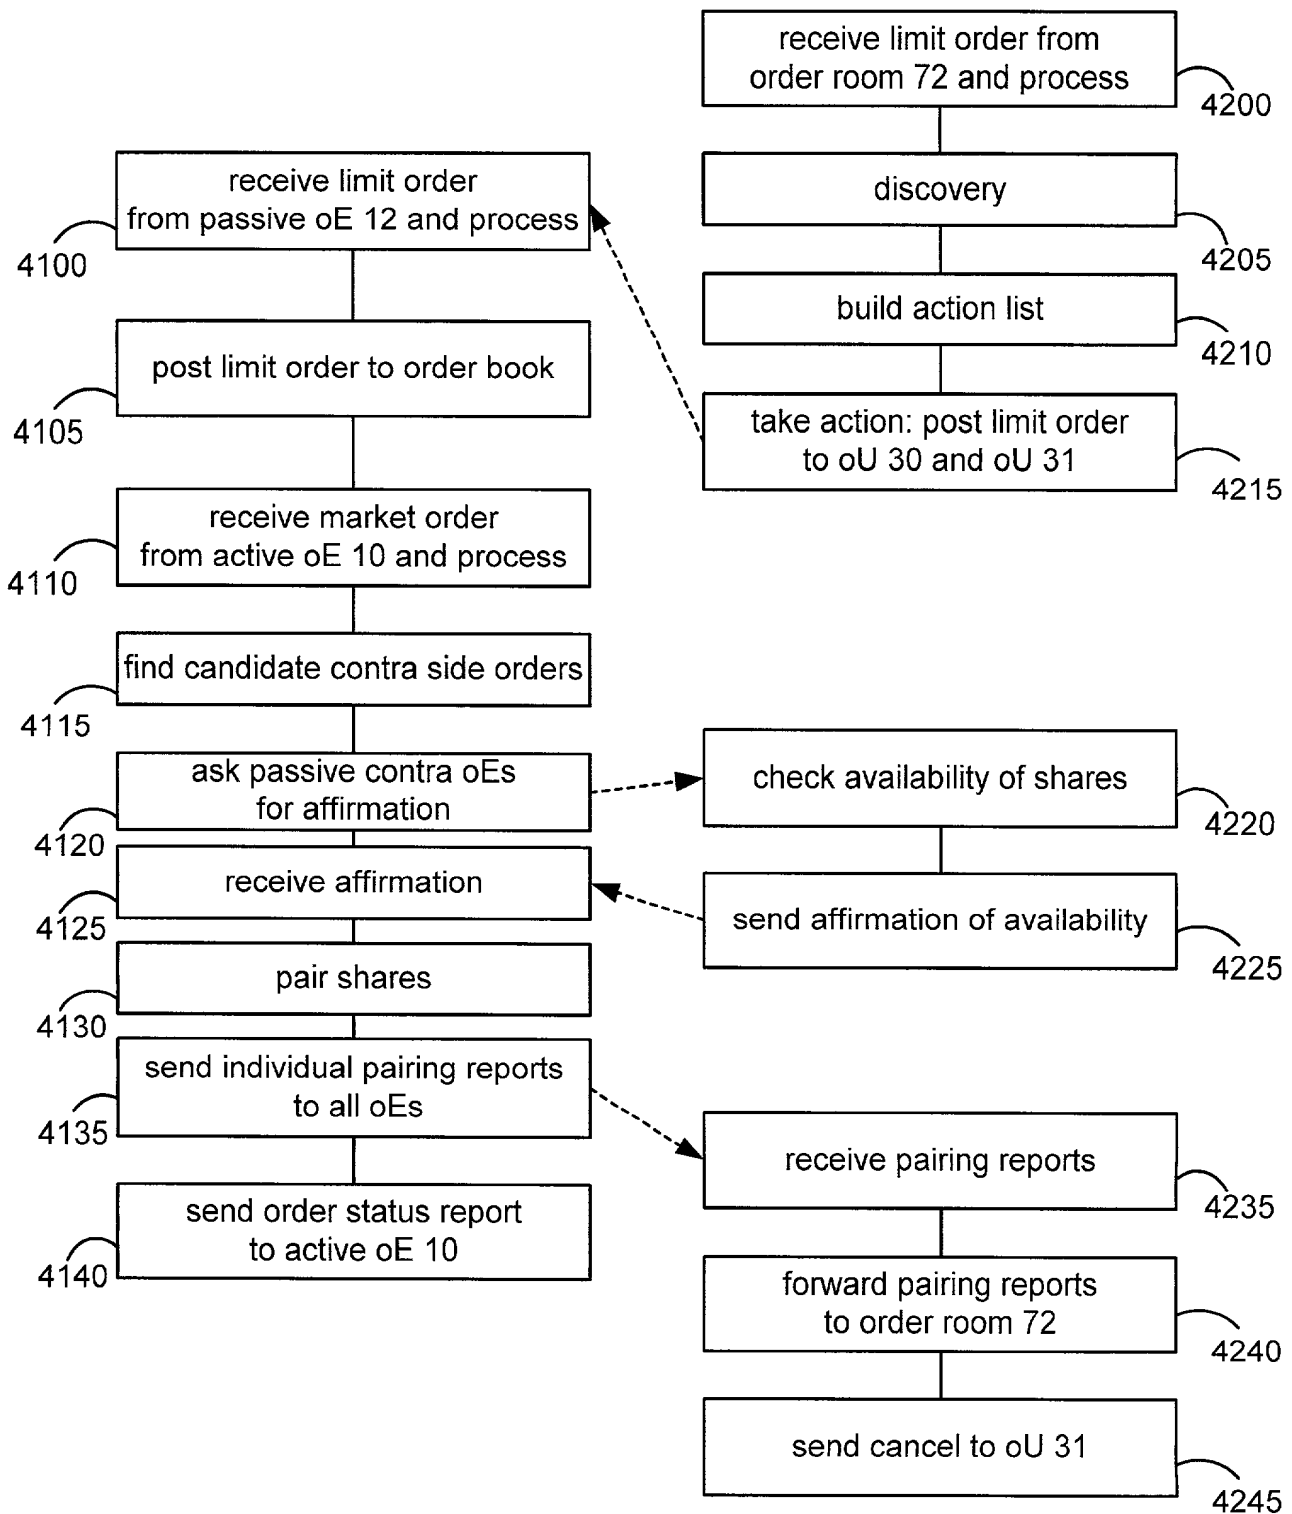 receive limit order
from passive oE 12 and process
4100
post limit order to order book
4105
receive market order
from active oE 10 and process
4110
find candidate contra side orders
4115
ask passive contra oEs
for affirmation
4120
receive affirmation
4125
pair shares
4130
send individual pairing reports
to all oEs
4135
send order status report
to active oE 10
4140
receive limit order from
order room 72 and process
4200
discovery
4205
build action list
4210
take action: post limit order
to oU 30 and oU 31
4215
check availability of shares
4220
send affirmation of availability
4225
receive pairing reports
4235
forward pairing reports
to order room 72
4240
send cancel to oU 31
4245